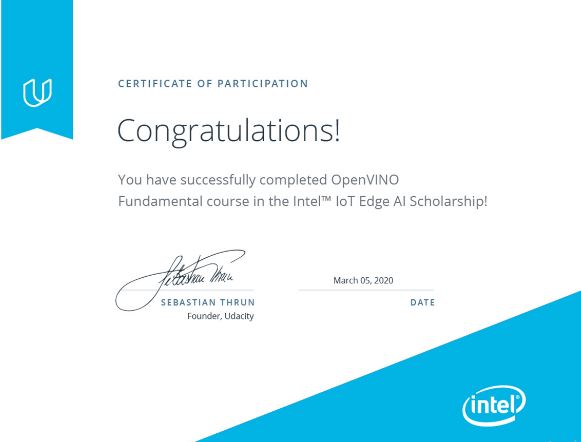 CERTIFICATE OF PARTICIPATION
Congratulations!
You have successfully completed OpenVINO
Fundamental course in the Intel™ IoT Edge AI Scholarship!
Sebastian Thrun
March 05, 2020
SEBASTIAN THRUN
DATE
Founder, Udacity
intel®